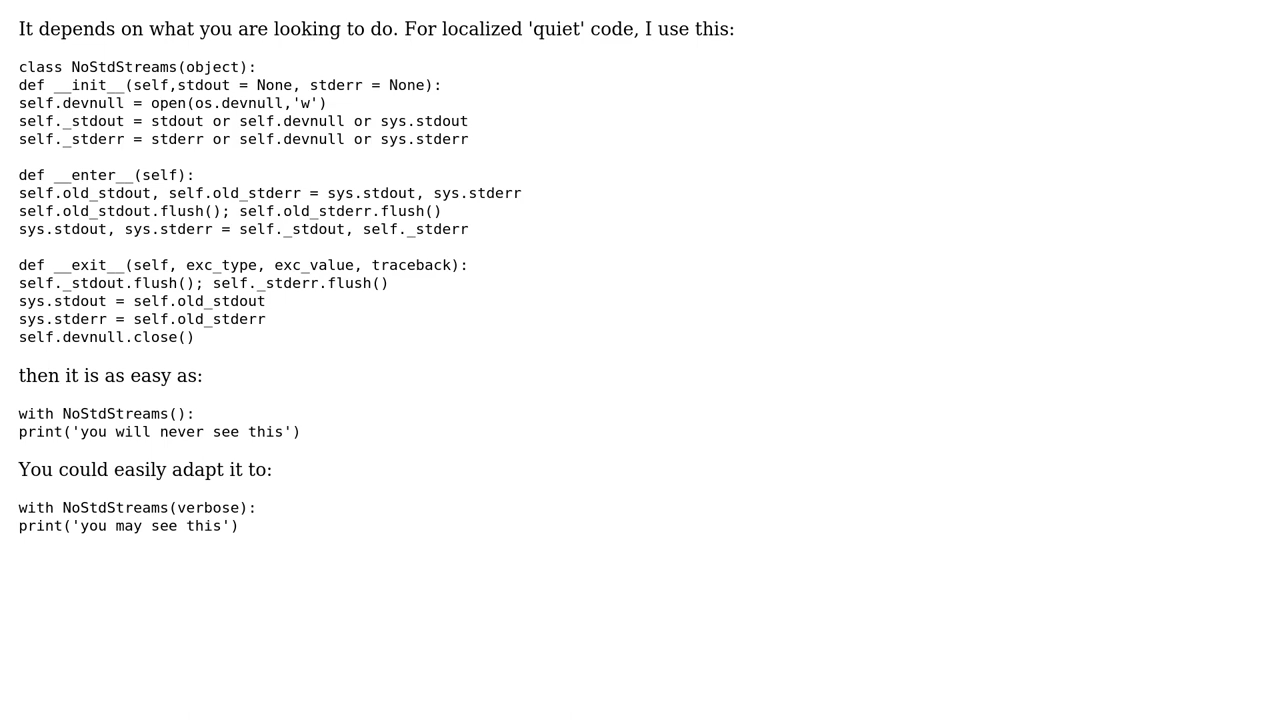 It depends on what you are looking to do. For localized 'quiet' code, I use this:
class NoStdStreams(object):
def __init__(self,stdout = None, stderr = None):
self.devnull = open(os.devnull,'w')
self._stdout = stdout or self.devnull or sys.stdout
self._stderr = stderr or self.devnull or sys.stderr
def __enter__(self):
self.old_stdout, self.old_stderr = sys.stdout, sys.stderr
self.old_stdout.flush(); self.old_stderr.flush()
sys.stdout, sys.stderr = self._stdout, self._stderr
def __exit__(self, exc_type, exc_value, traceback):
self._stdout.flush(); self._stderr.flush()
sys.stdout = self.old_stdout
sys.stderr = self.old_stderr
self.devnull.close()
then it is as easy as:
with NoStdStreams():
print('you will never see this')
You could easily adapt it to:
with NoStdStreams(verbose):
print('you may see this')